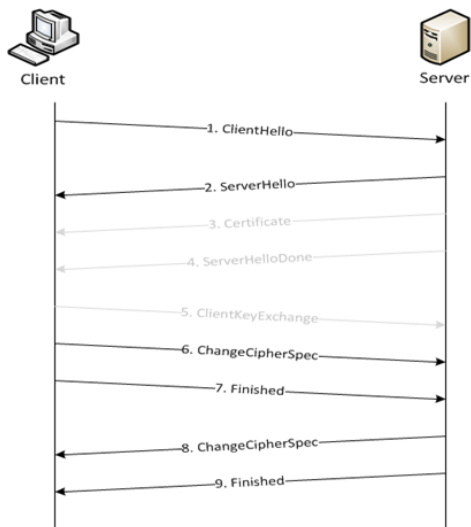 Client
Server
1. ClientHello
2. ServerHello
3. Certificate
4. ServerHelloDone
5. ClientKeyExchange
6. ChangeCipherSpec
7. Finished
8. ChangeCipherSpec
9. Finished